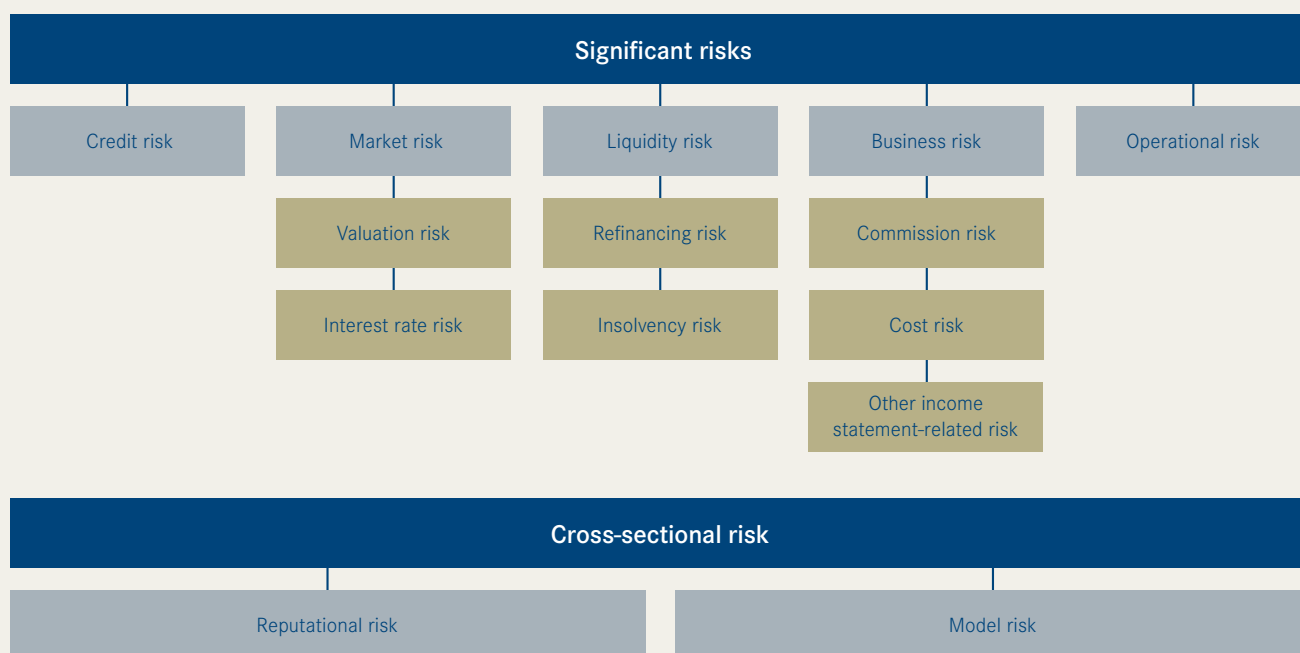 Significant risks
Credit risk
Market risk
Liquidity risk
Business risk
Operational risk
Valuation risk
Refinancing risk
Commission risk
Interest rate risk
Insolvency risk
Cost risk
Other income
statement-related risk
Cross-sectional risk
Reputational risk
Model risk